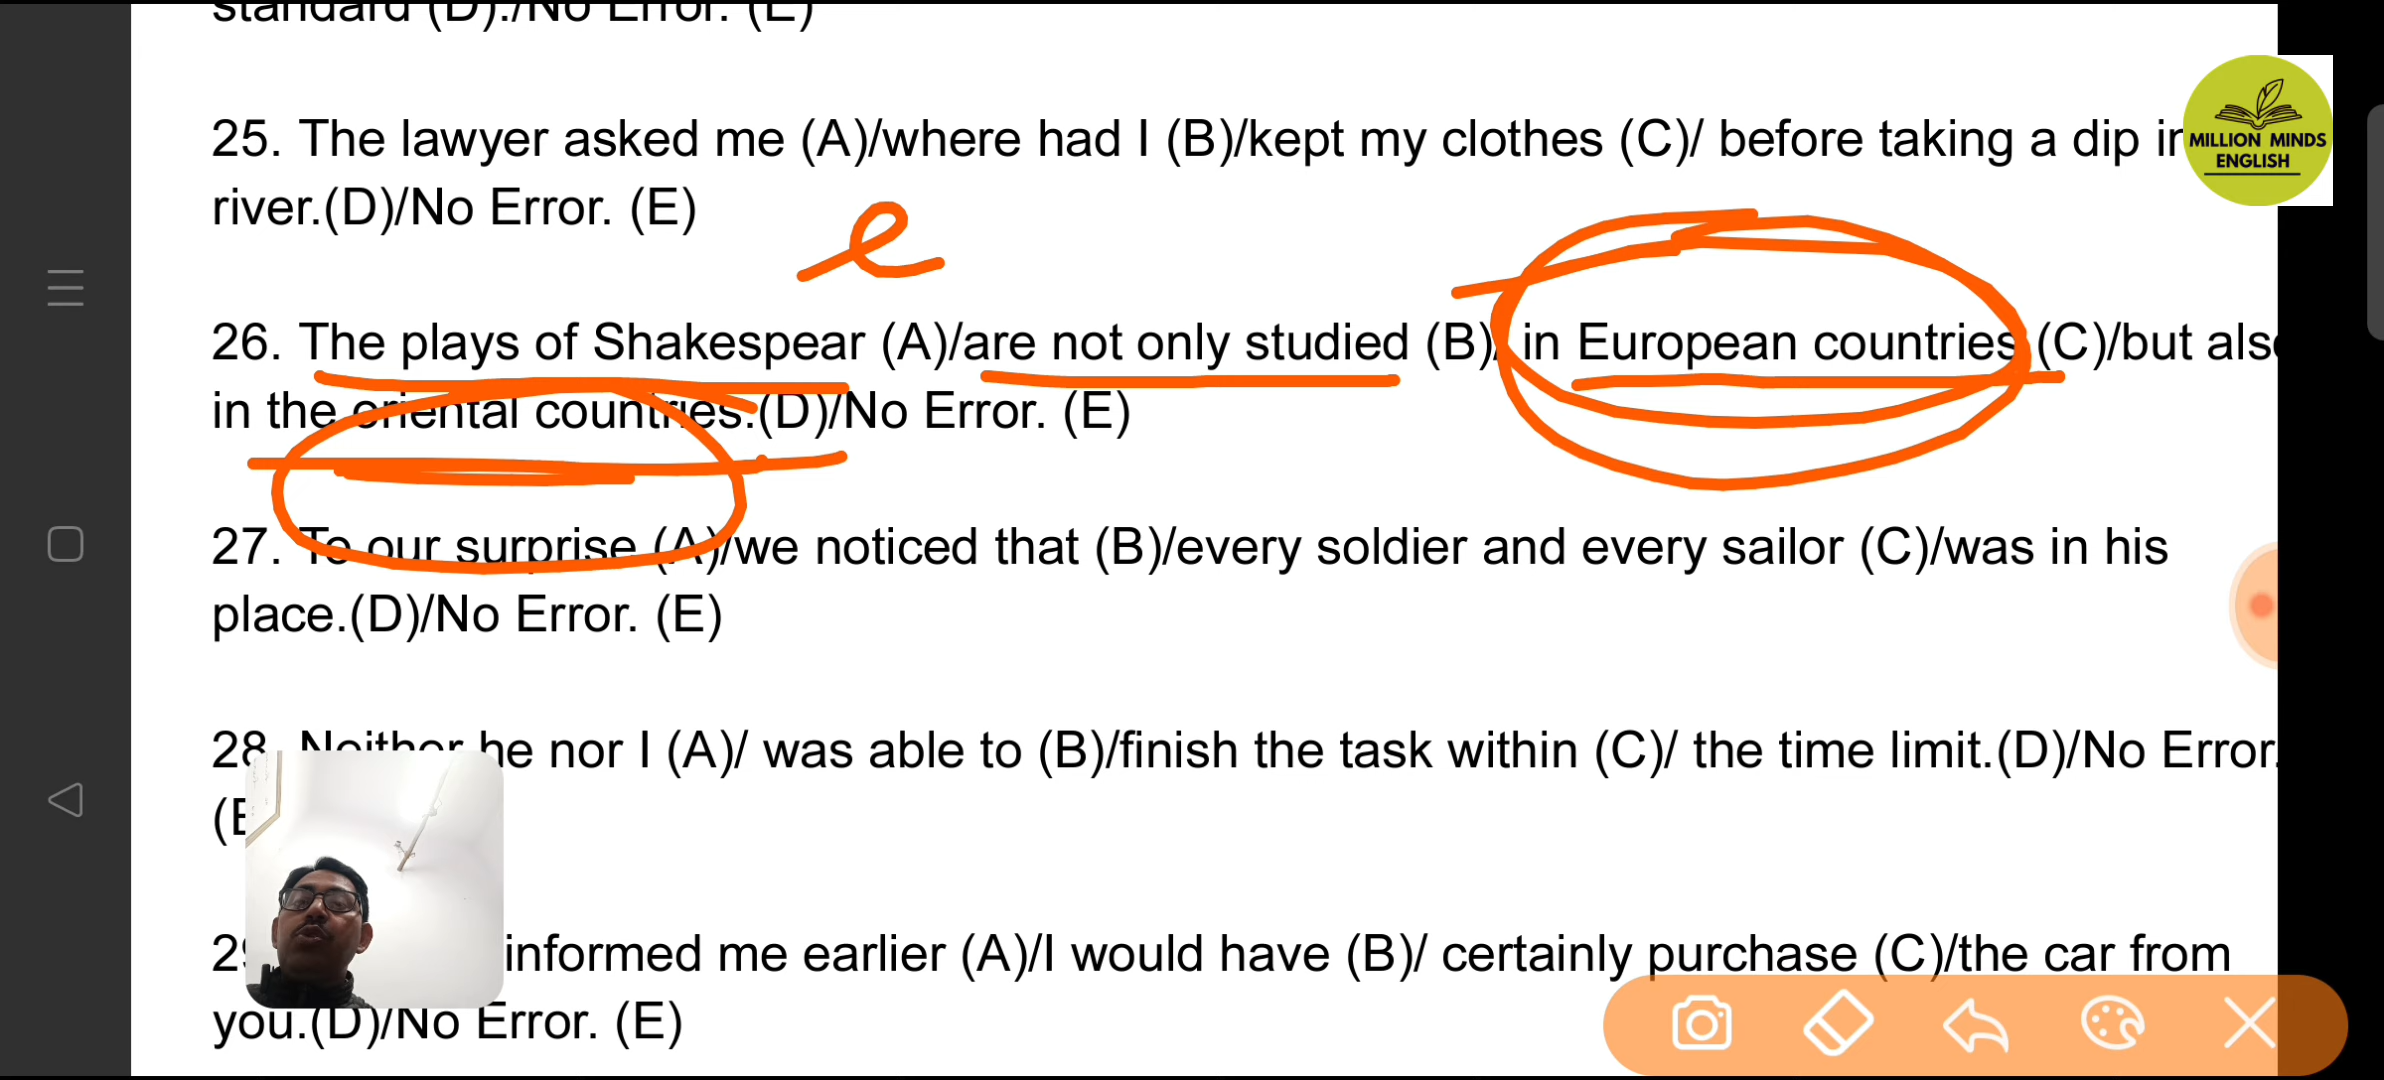 standard (D)./No Error. (E)
25. The lawyer asked me (A)/where had I (B)/kept my clothes (C)/ before taking a dip in
MILLION MINDS
ENGLISH
river.(D)/No Error. (E)
e
26. The plays of Shakespear (A)/are not only studied (B)/ in European countries (C)/but also
in the oriental countries.(D)/No Error. (E)
27. To our surprise (A)/we noticed that (B)/every soldier and every sailor (C)/was in his
place.(D)/No Error. (E)
28. Neither he nor I (A)/ was able to (B)/finish the task within (C)/ the time limit.(D)/No Error.
(E
informed me earlier (A)/I would have (B)/ certainly purchase (C)/the car from
you.(D)/No Error. (E)